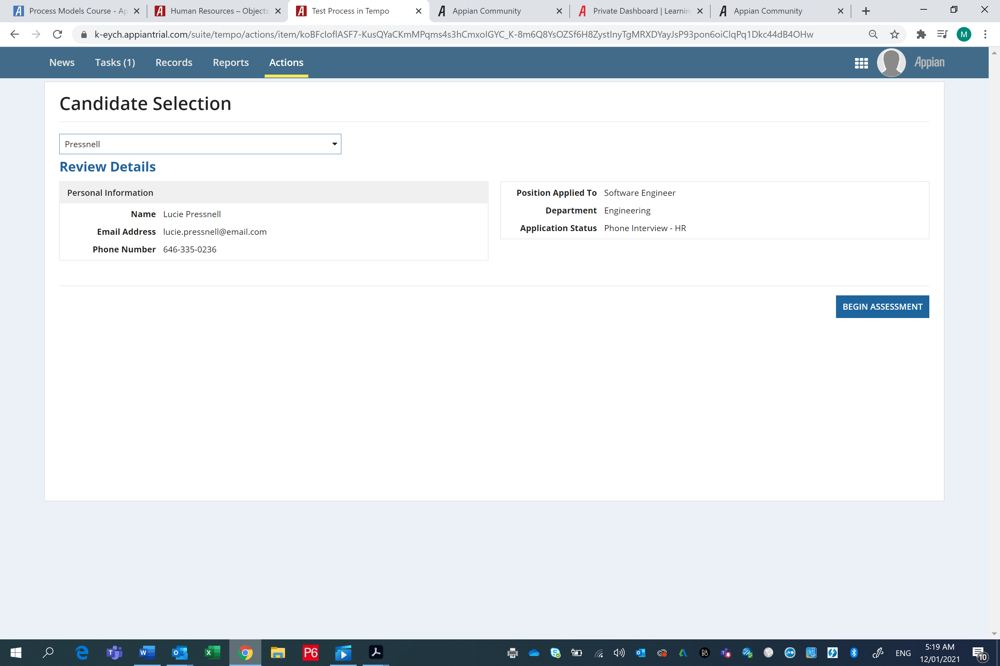 Process Models Course - Ap
Human Resources – Objects
Test Process in Tempo
Appian Community
Private Dashboard | Learnin
Appian Community
k-eych.appiantrial.com/suite/tempo/actions/item/koBFcIoflASF7-KusQYaCKmMPqms4s3hCmxolGYC_K-8m6Q8YsOZSf6H8ZystlnyTgMRXDYayJsP93pon6oiClqPq1Dkc44dB4OHw
M
News
Tasks (1)
Records
Reports
Actions
Appian
Candidate Selection
Pressnell
Review Details
Personal Information
Name Lucie Pressnell
Email Address lucie.pressnell@email.com
Phone Number 646-335-0236
Position Applied To Software Engineer
Department Engineering
Application Status Phone Interview - HR
BEGIN ASSESSMENT
P6
ENG
5:19 AM
12/01/2021
10